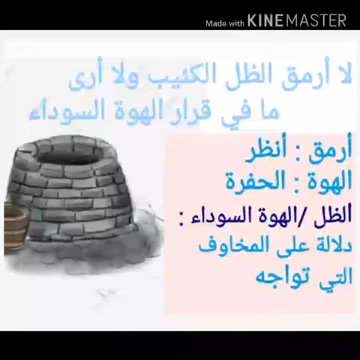 Made with KINEMASTER
لا أرمق الظل الكئيب ولا أرى
ما في قرار الهوة السوداء
أرمق : أنظر
الهوة : الحفرة
الظل /الهوة السوداء :
دلالة على المخاوف
التي تواجه